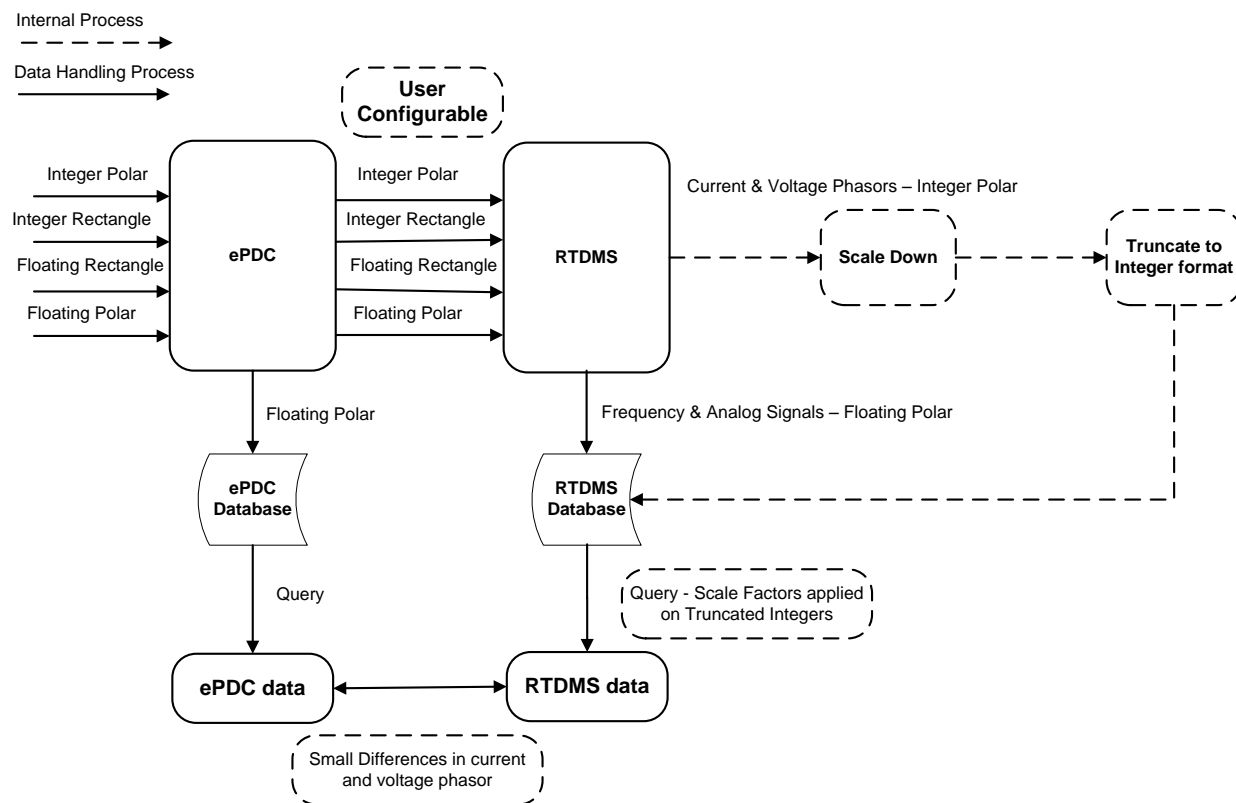 Internal Process
Data Handling Process
User
Configurable
Integer Polar
Integer Rectangle
Floating Rectangle
Floating Polar
ePDC
Integer Polar
Integer Rectangle
Floating Rectangle
Floating Polar
RTDMS
Current & Voltage Phasors – Integer Polar
Scale Down
Truncate to
Integer format
Floating Polar
Frequency & Analog Signals – Floating Polar
ePDC
Database
RTDMS
Database
Query
Query - Scale Factors applied
on Truncated Integers
ePDC data
RTDMS data
Small Differences in current
and voltage phasor